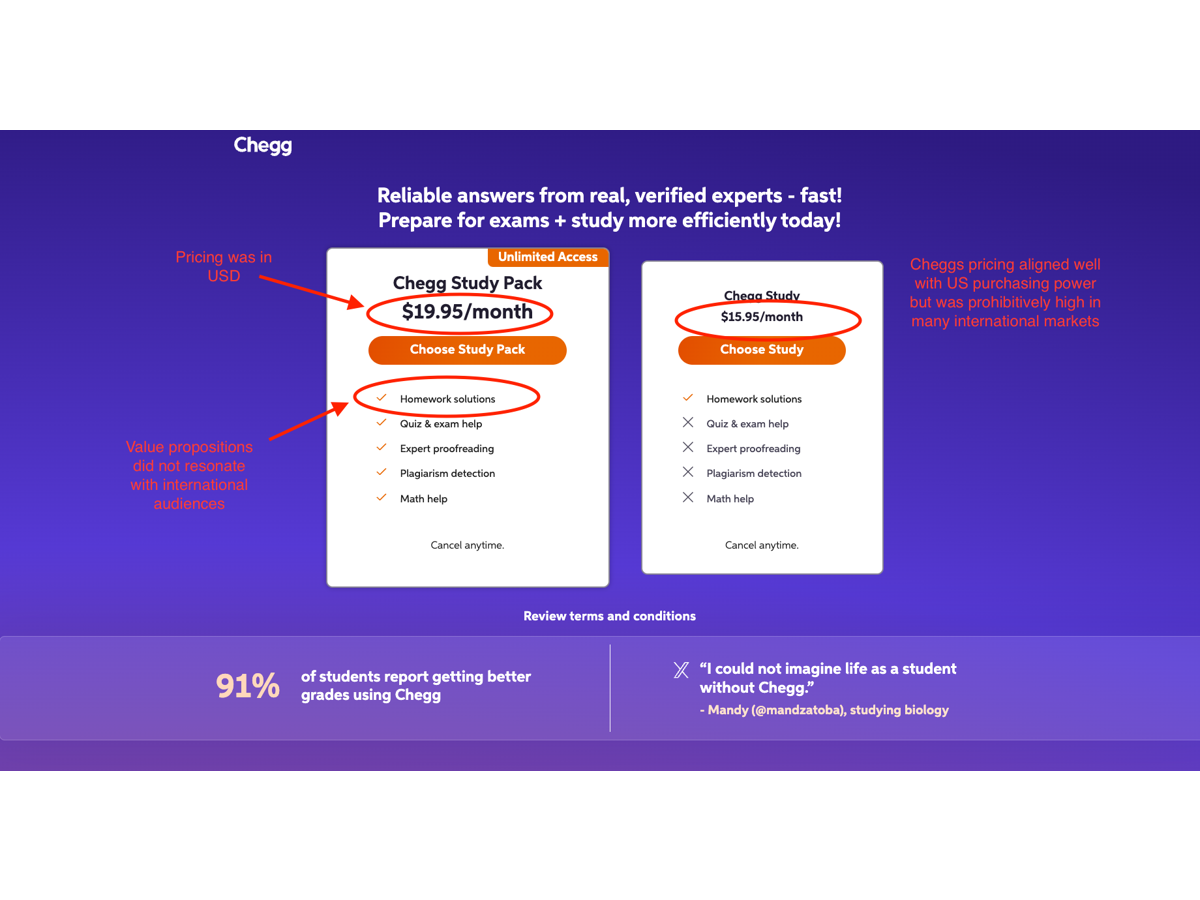 Chegg
Reliable answers from real, verified experts - fast!
Prepare for exams + study more efficiently today!
Pricing was in
USD
Unlimited Access
Chegg Study Pack
$19.95/month
Choose Study Pack
Homework solutions
Quiz & exam help
Expert proofreading
Plagiarism detection
Math help
Cancel anytime.
Chegg Study
$15.95/month
Choose Study
Homework solutions
Quiz & exam help
Expert proofreading
Plagiarism detection
Math help
Cancel anytime.
Cheggs pricing aligned well
with US purchasing power
but was prohibitively high in
many international markets
Value propositions
did not resonate
with international
audiences
Review terms and conditions
91%
of students report getting better
grades using Chegg
“I could not imagine life as a student
without Chegg.”
- Mandy (@mandzatoba), studying biology